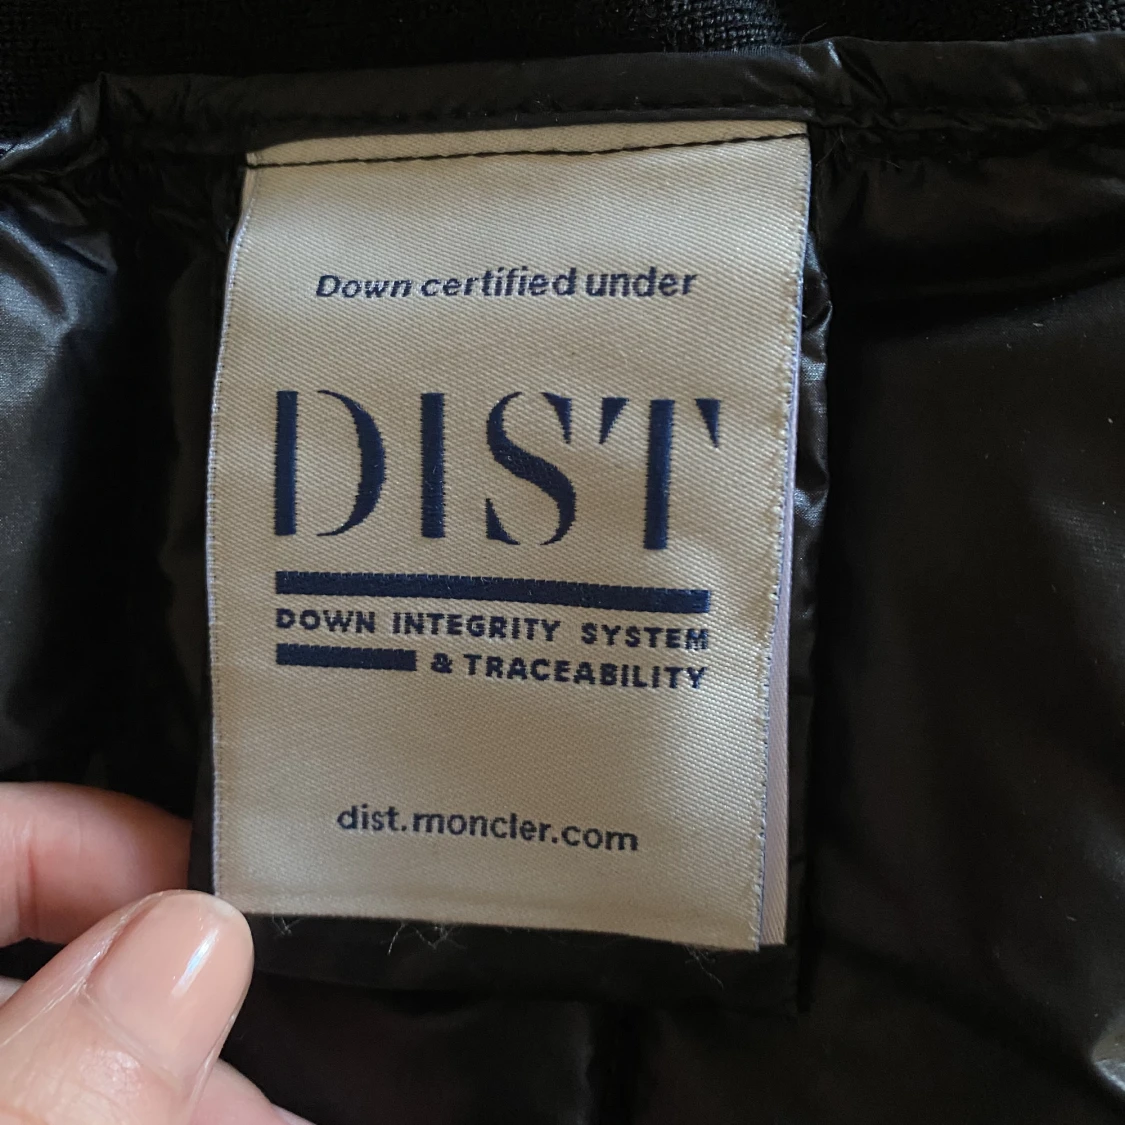 Down certified under
DIST
DOWN INTEGRITY SYSTEM
& TRACEABILITY
dist.moncler.com